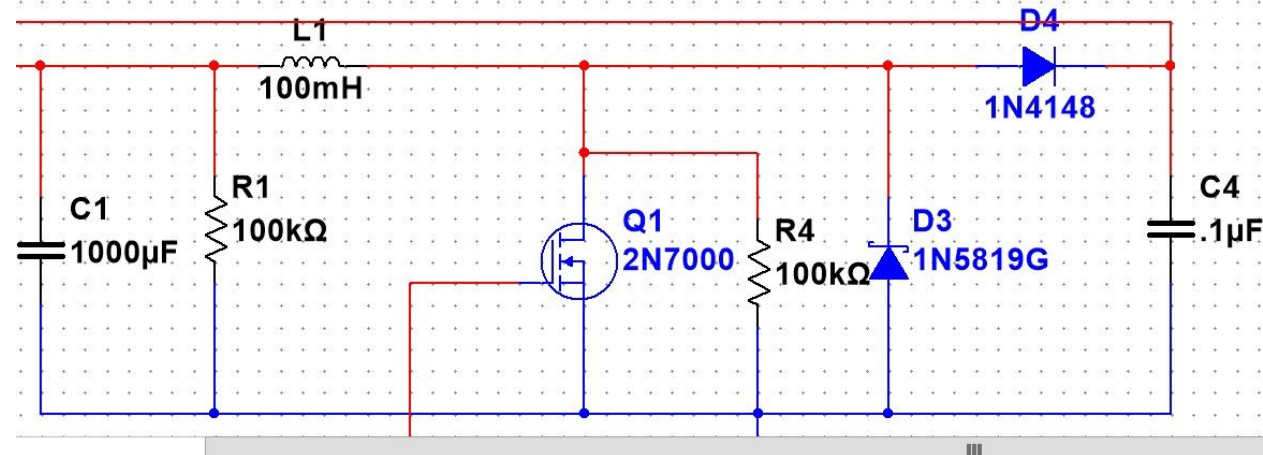 L1
100mH
D4
1N4148
C1
1000µF
R1
100kΩ
Q1
2N7000
R4
100kΩ
D3
1N5819G
C4
.1µF